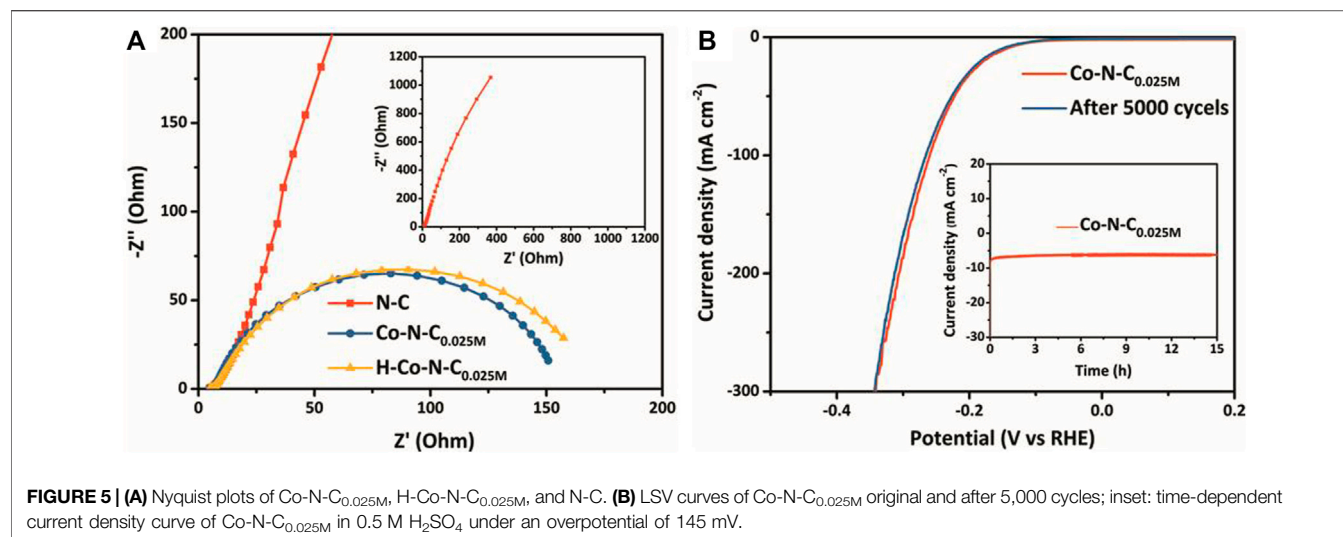 A
-Z'' (Ohm)
200
150
100
50
0
0
50
100
150
200
Z' (Ohm)
N-C
Co-N-C0.025M
H-Co-N-C0.025M
-Z'' (Ohm)
1200
1000
800
600
400
200
0
0 200 400 600 800 1000 1200
Z' (Ohm)
B
Current density (mA cm-2)
0
-100
-200
-300
-0.4
-0.2
0.0
0.2
Potential (V vs RHE)
Co-N-C0.025M
After 5000 cycels
Current density (mA cm-2)
20
10
0
-10
-20
-30
0 3 6 9 12 15
Time (h)
Co-N-C0.025M
FIGURE 5 | (A) Nyquist plots of Co-N-C0.025M, H-Co-N-C0.025M, and N-C. (B) LSV curves of Co-N-C0.025M original and after 5,000 cycles; inset: time-dependent
current density curve of Co-N-C0.025M in 0.5 M H2SO4 under an overpotential of 145 mV.